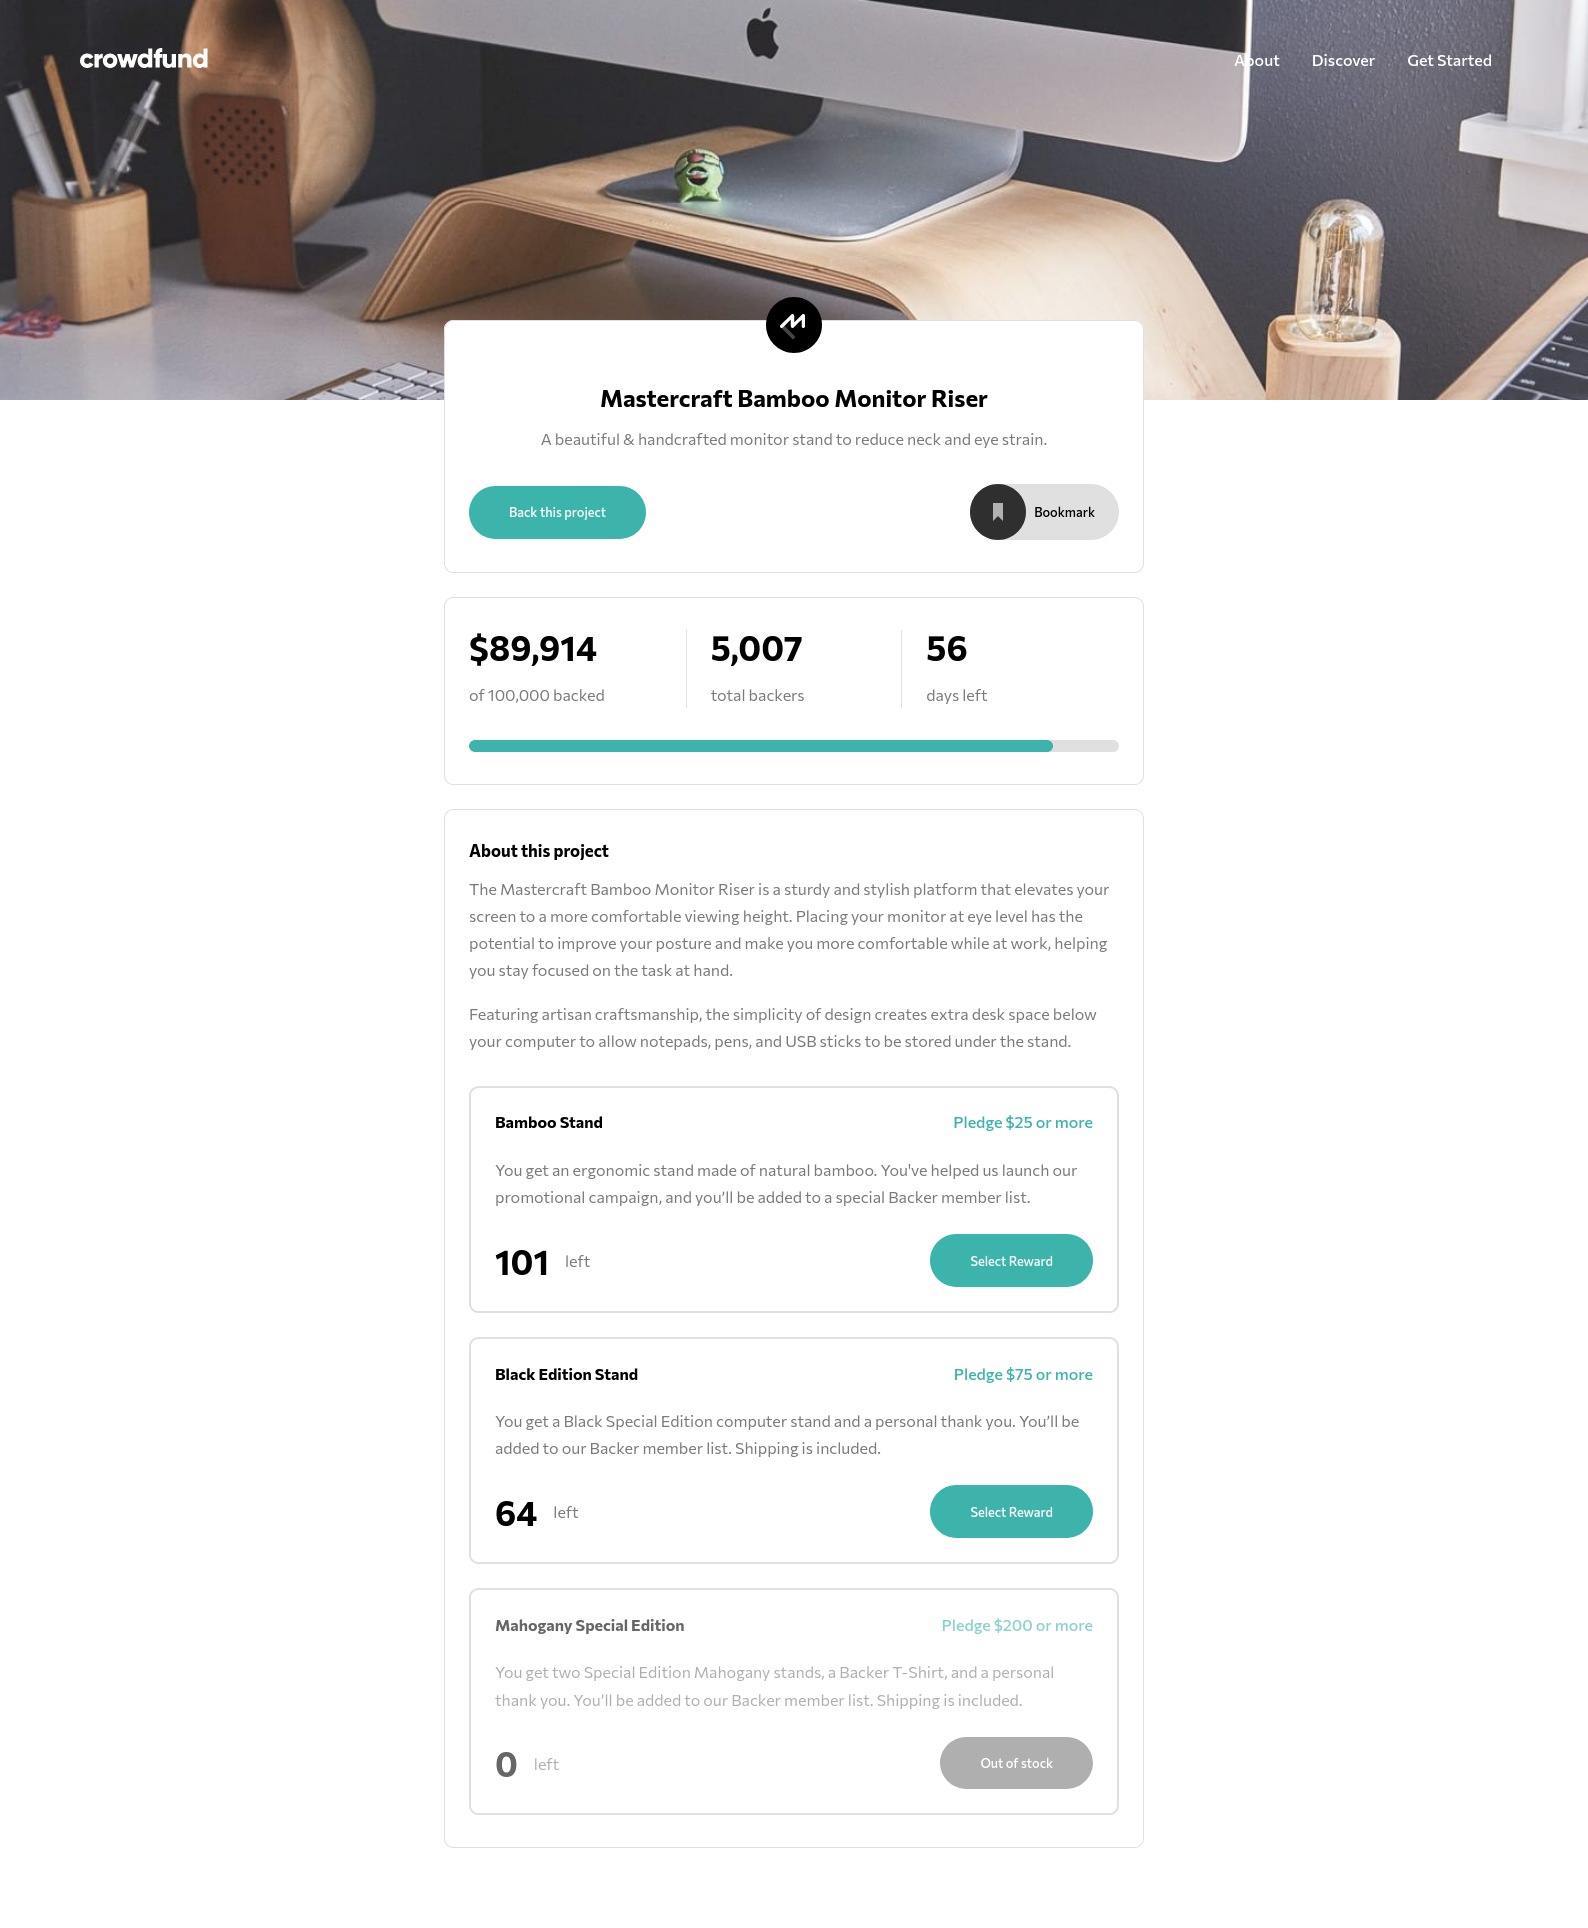 crowdfund
About
Discover
Get Started
Mastercraft Bamboo Monitor Riser
A beautiful & handcrafted monitor stand to reduce neck and eye strain.
Back this project
Bookmark
$89,914
of 100,000 backed
5,007
total backers
56
days left
About this project
The Mastercraft Bamboo Monitor Riser is a sturdy and stylish platform that elevates your
screen to a more comfortable viewing height. Placing your monitor at eye level has the
potential to improve your posture and make you more comfortable while at work, helping
you stay focused on the task at hand.
Featuring artisan craftsmanship, the simplicity of design creates extra desk space below
your computer to allow notepads, pens, and USB sticks to be stored under the stand.
Bamboo Stand
Pledge $25 or more
You get an ergonomic stand made of natural bamboo. You've helped us launch our
promotional campaign, and you’ll be added to a special Backer member list.
101 left
Select Reward
Black Edition Stand
Pledge $75 or more
You get a Black Special Edition computer stand and a personal thank you. You’ll be
added to our Backer member list. Shipping is included.
64 left
Select Reward
Mahogany Special Edition
Pledge $200 or more
You get two Special Edition Mahogany stands, a Backer T-Shirt, and a personal
thank you. You’ll be added to our Backer member list. Shipping is included.
0 left
Out of stock